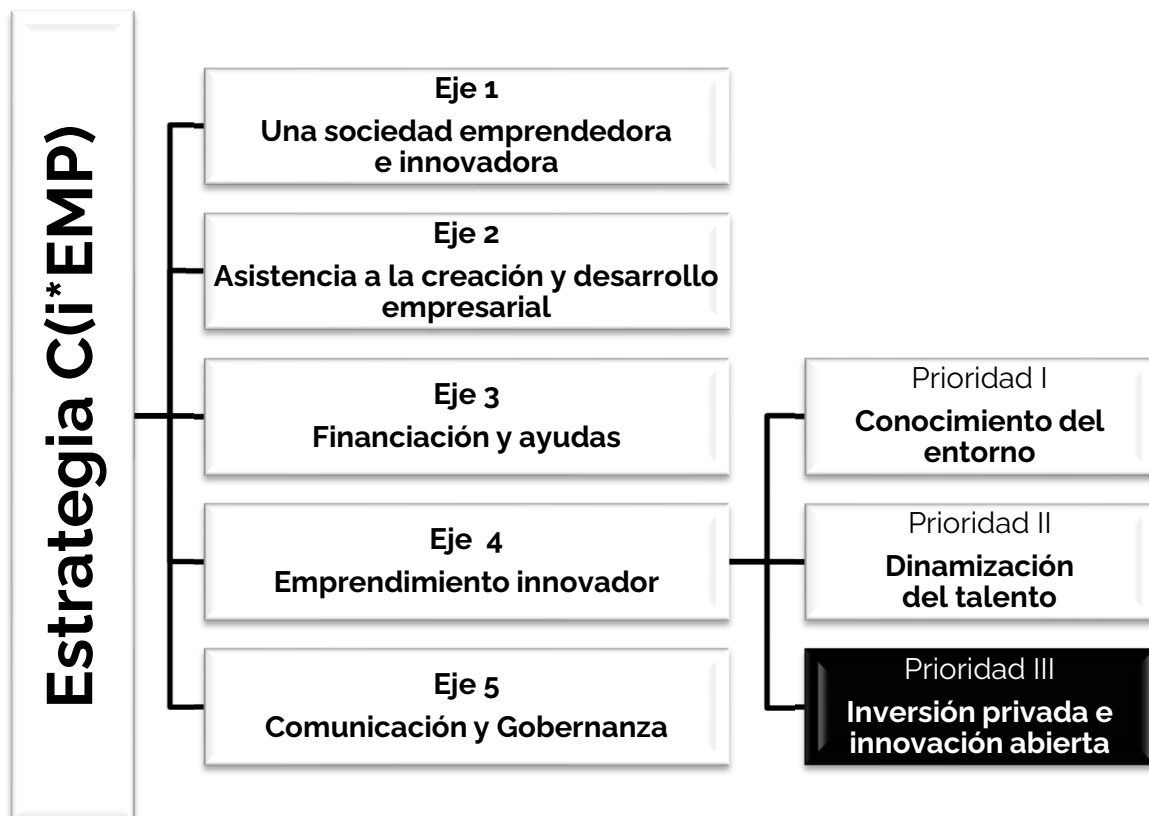 Estrategia C(i*EMP)
Eje 1
Una sociedad emprendedora
e innovadora
Eje 2
Asistencia a la creación y desarrollo
empresarial
Eje 3
Financiación y ayudas
Eje 4
Emprendimiento innovador
Eje 5
Comunicación y Gobernanza
Prioridad I
Conocimiento del
entorno
Prioridad II
Dinamización
del talento
Prioridad III
Inversión privada e
innovación abierta